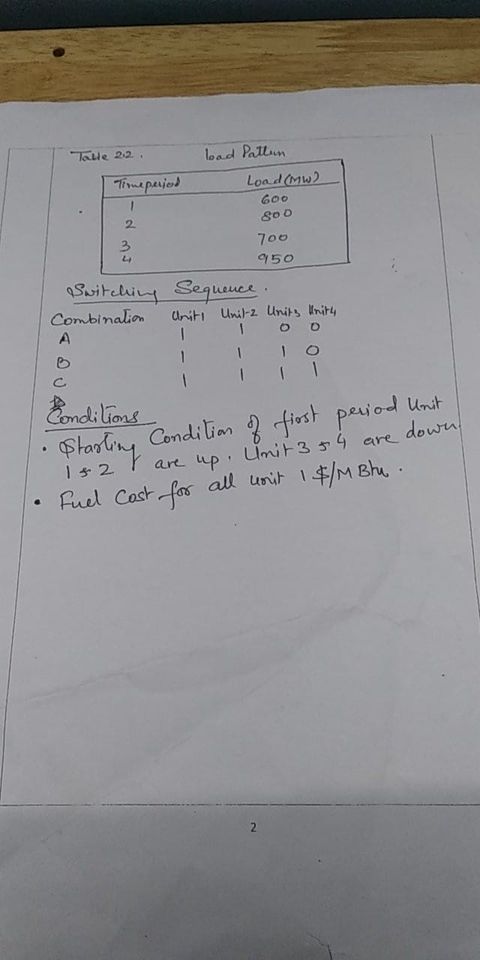 Table 2.2. Load Pattern
Time period Load (MW)
1 600
2 800
3 700
4 950
Switching Sequence.
Combination Unit1 Unit-2 Unit3 Unit4
A 1 1 0 0
B 1 1 1 0
C 1 1 1 1
Conditions
• Starting Condition of first period Unit
1 & 2 are up. Unit 3 & 4 are down
• Fuel Cost for all unit 1 $/M Btu.
2